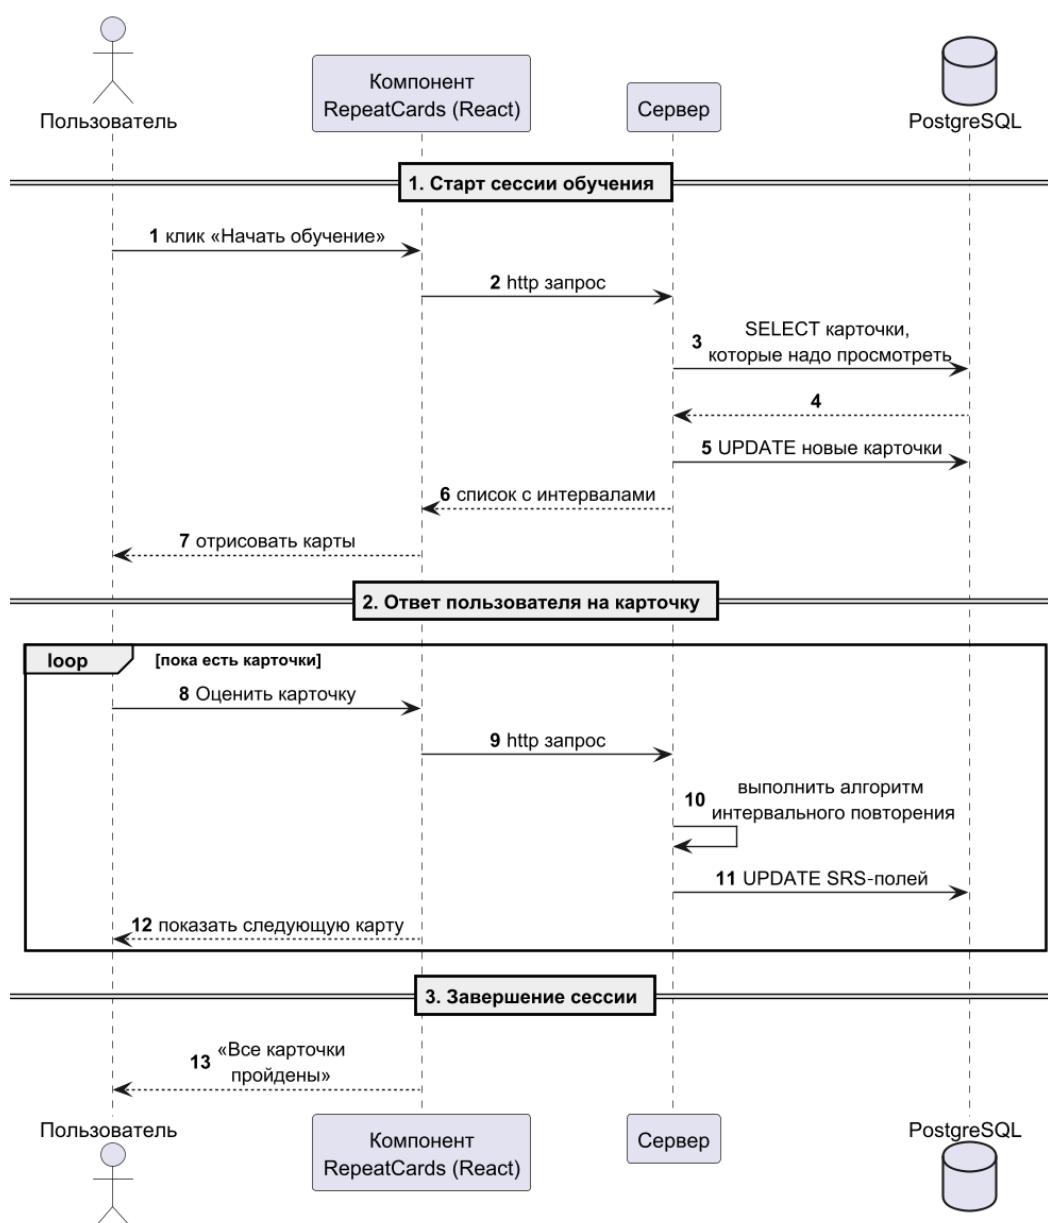 Пользователь
Компонент
RepeatCards (React)
Сервер
PostgreSQL
1. Старт сессии обучения
1 клик «Начать обучение»
2 http запрос
3 SELECT карточки,
которые надо просмотреть
4
5 UPDATE новые карточки
6 список с интервалами
7 отрисовать карты
2. Ответ пользователя на карточку
loop [пока есть карточки]
8 Оценить карточку
9 http запрос
10 выполнить алгоритм
интервального повторения
11 UPDATE SRS-полей
12 показать следующую карту
3. Завершение сессии
13 «Все карточки
пройдены»
Пользователь
Компонент
RepeatCards (React)
Сервер
PostgreSQL